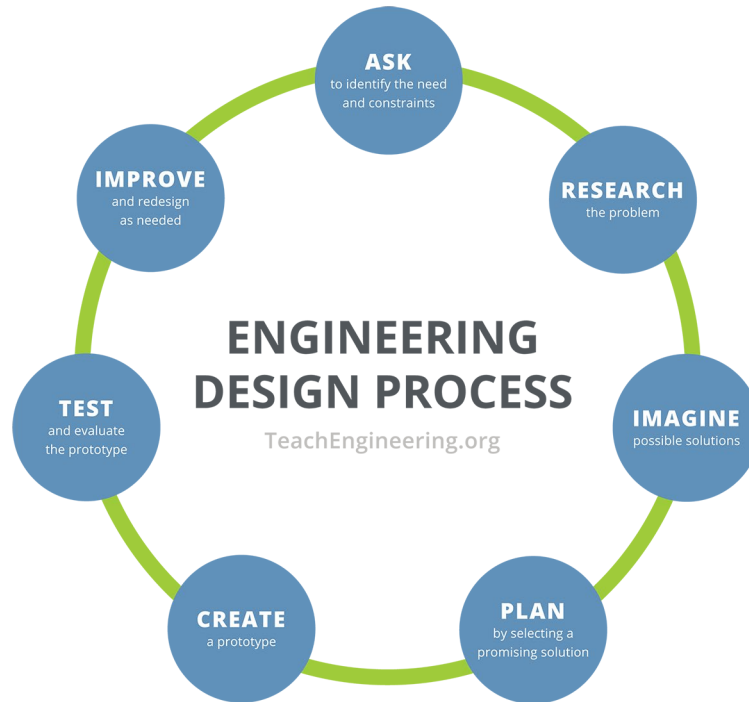 ASK
to identify the need
and constraints
RESEARCH
the problem
IMAGINE
possible solutions
PLAN
by selecting a
promising solution
CREATE
a prototype
TEST
and evaluate
the prototype
IMPROVE
and redesign
as needed
ENGINEERING
DESIGN PROCESS
TeachEngineering.org